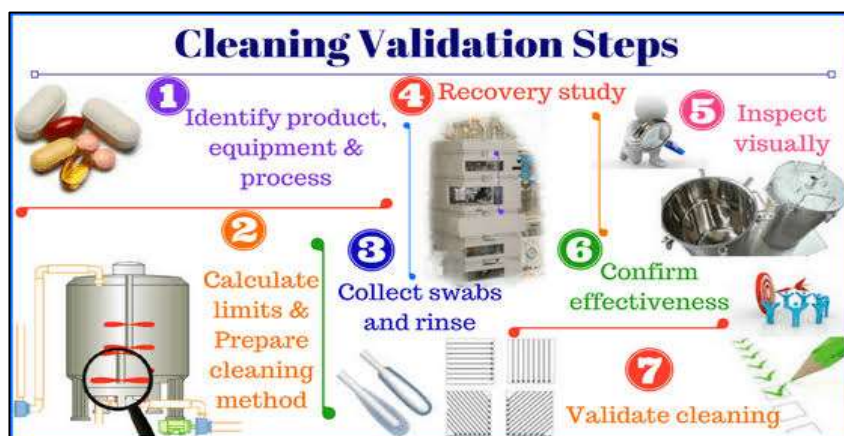 Cleaning Validation Steps
1
Identify product,
equipment &
process
2
Calculate
limits &
Prepare
cleaning
method
3
Collect swabs
and rinse
4
Recovery study
5
Inspect
visually
6
Confirm
effectiveness
7
Validate cleaning